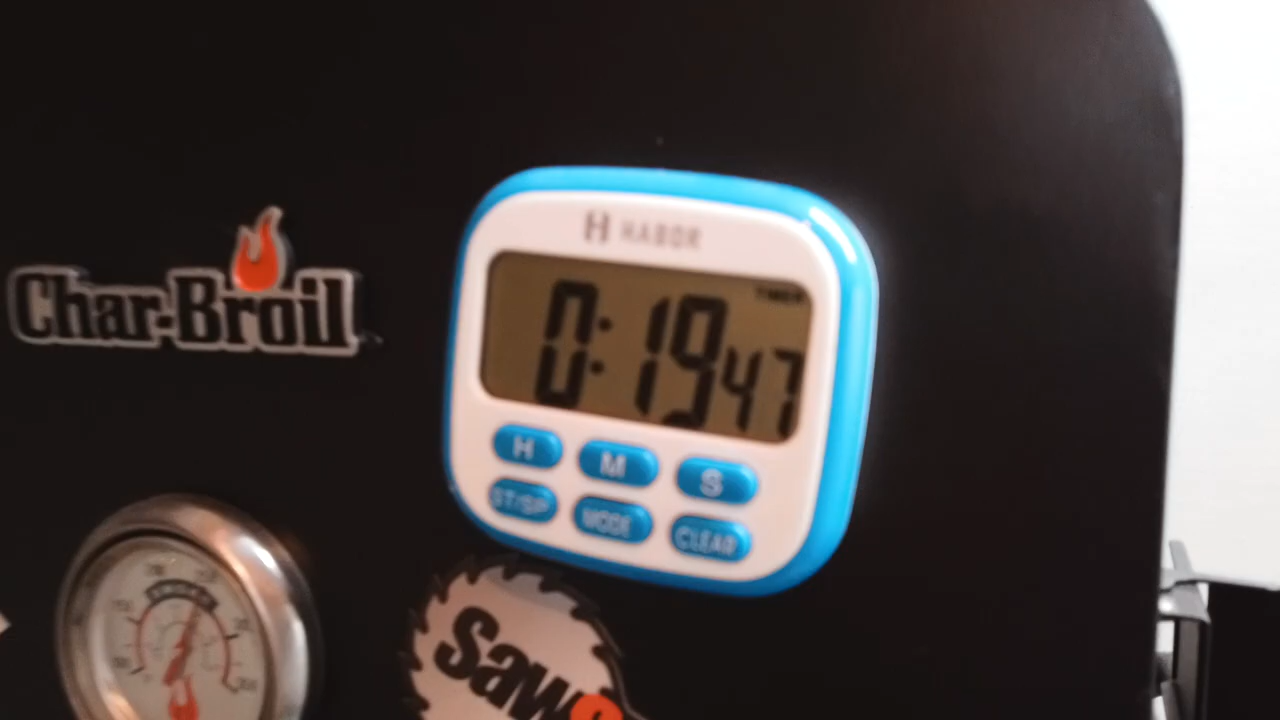 H HABOR
TIMER
0:19 47
Char-Broil
H M S
ST/SP MODE CLEAR
Saw